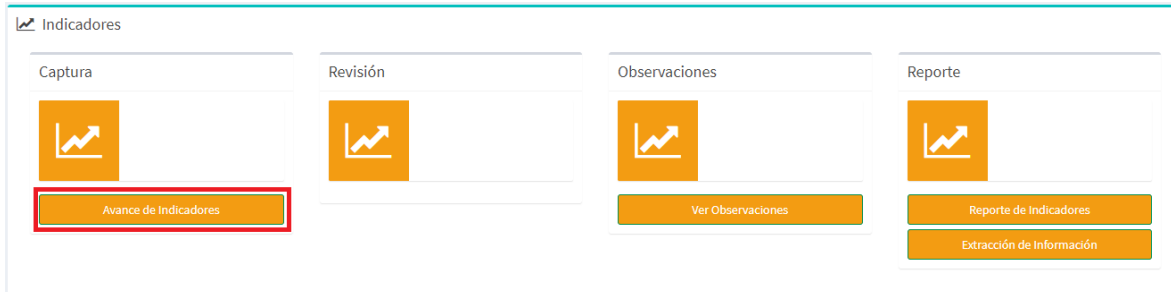 Indicadores
Captura
Revisión
Observaciones
Reporte
Avance de Indicadores
Ver Observaciones
Reporte de Indicadores
Extracción de Información